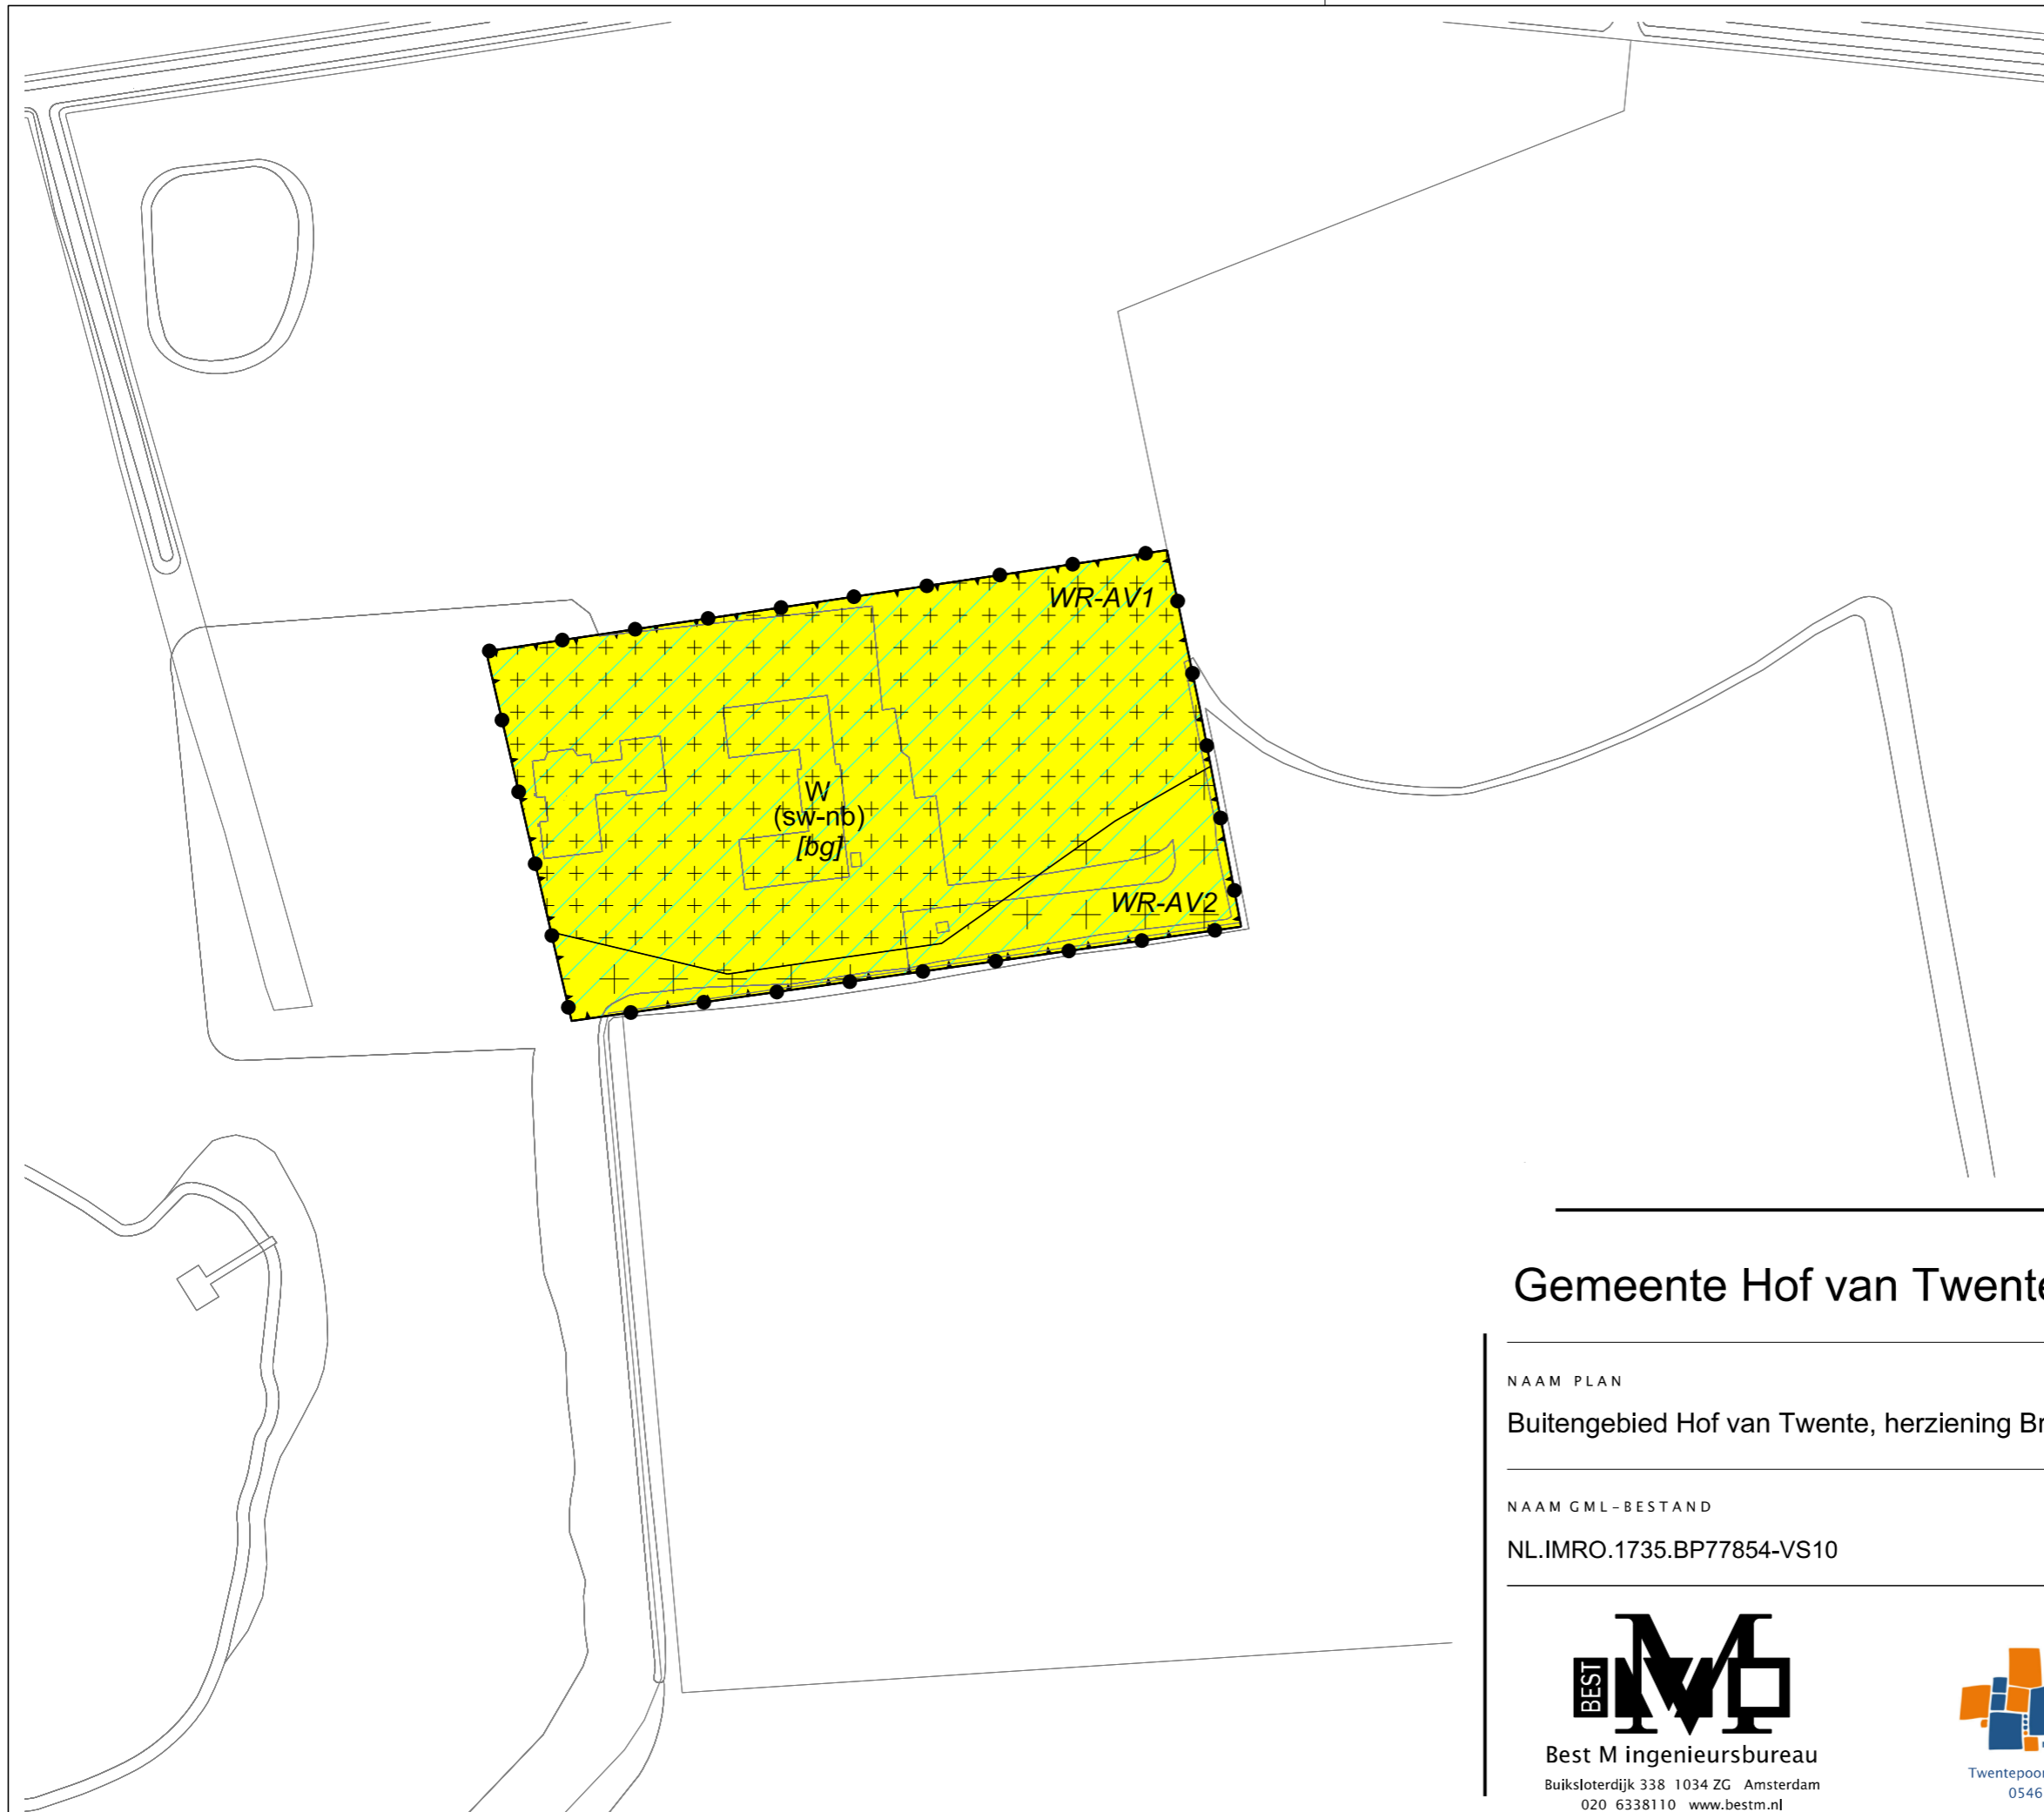 WR-AV1
W
(sw-nb)
[bg]
WR-AV2
Gemeente Hof van Twente
NAAM PLAN
Buitengebied Hof van Twente, herziening
NAAM GML-BESTAND
NL.IMRO.1735.BP77854-VS10
BEST
M
Best M ingenieursbureau
Buiksloterdijk 338 1034 ZG Amsterdam
020 6338110 www.bestm.nl
Twentepoor
0546